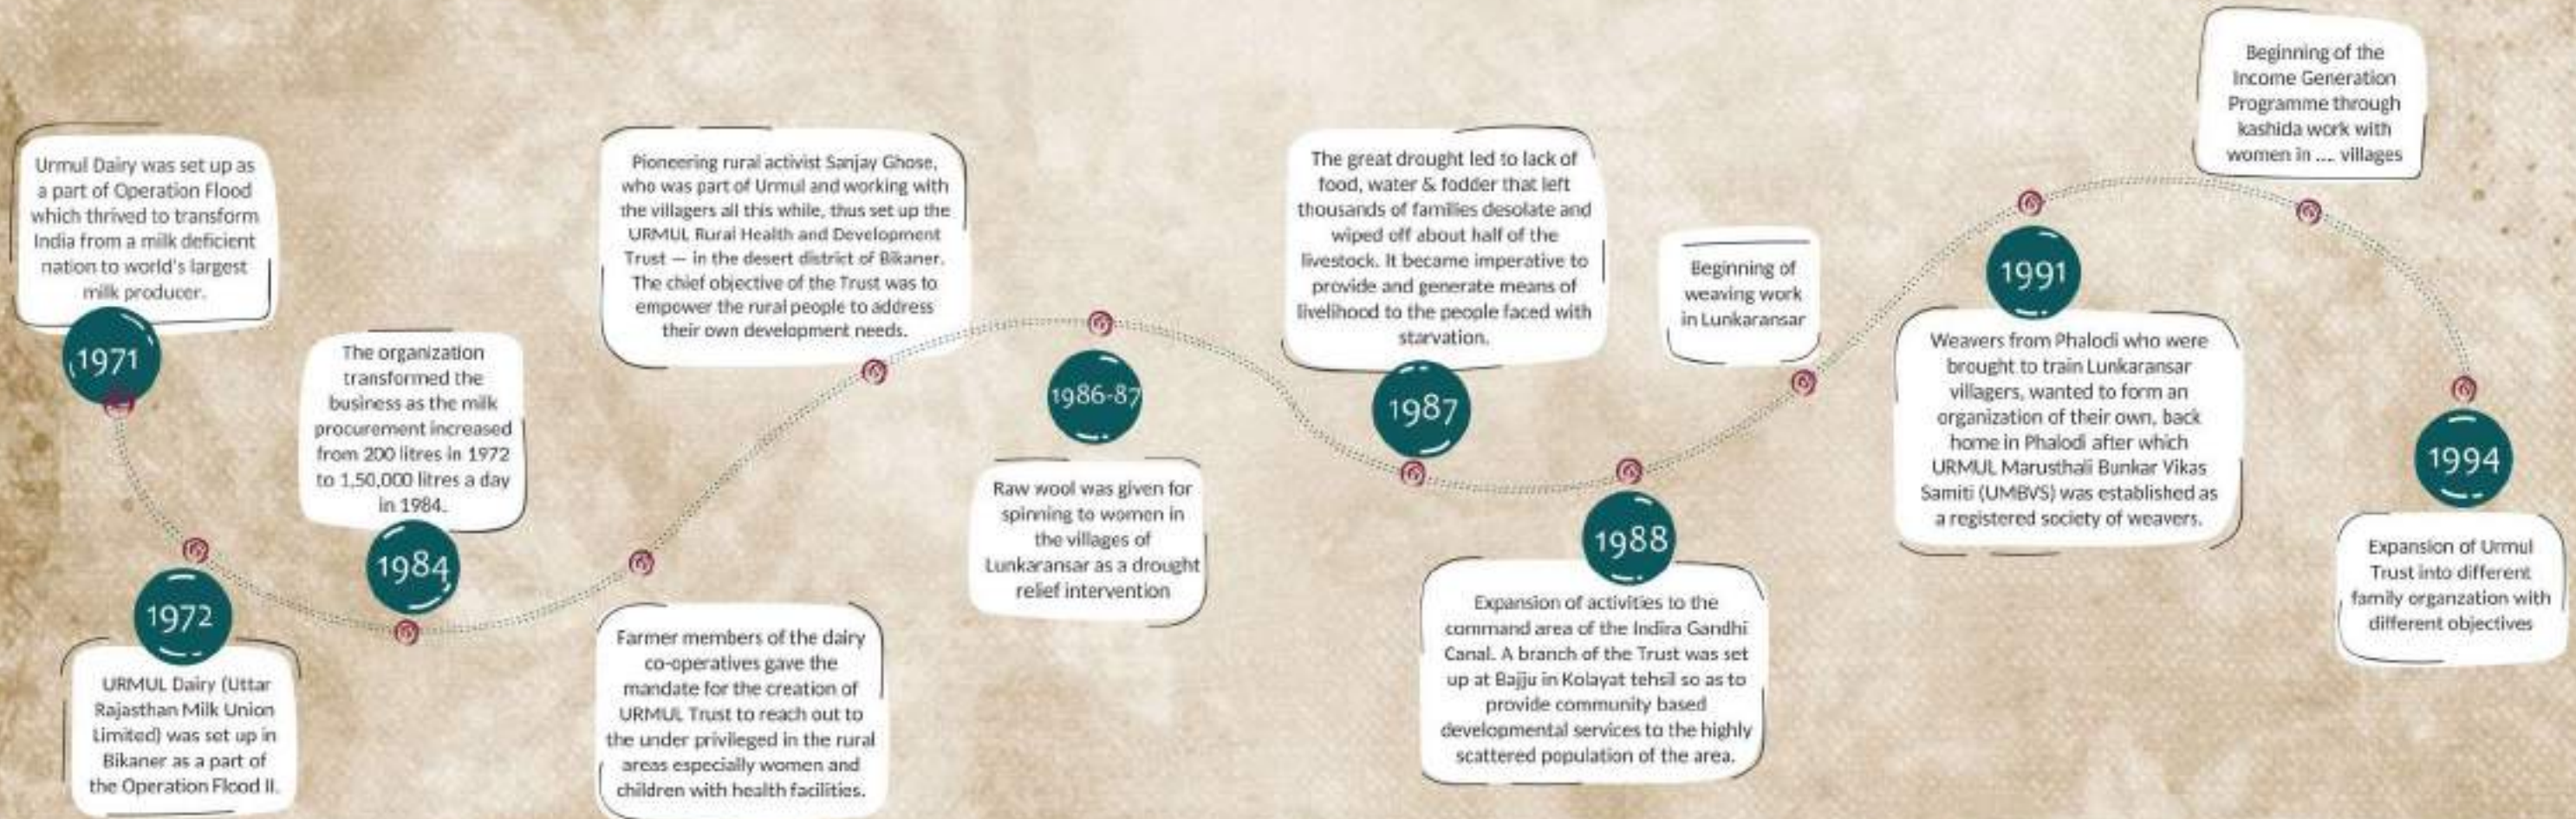 Urmul Dairy was set up as
a part of Operation Flood
which thrived to transform
India from a milk deficient
nation to world's largest
milk producer.
1971
1972
URMUL Dairy (Uttar
Rajasthan Milk Union
Limited) was set up in
Bikaner as a part of
the Operation Flood II.
The organization
transformed the
business as the milk
procurement increased
from 200 litres in 1972
to 1,50,000 litres a day
in 1984.
1984
Farmer members of the dairy
co-operatives gave the
mandate for the creation of
URMUL Trust to reach out to
the under privileged in the rural
areas especially women and
children with health facilities.
Pioneering rural activist Sanjay Ghose,
who was part of Urmul and working with
the villagers all this while, thus set up the
URMUL Rural Health and Development
Trust — in the desert district of Bikaner.
The chief objective of the Trust was to
empower the rural people to address
their own development needs.
1986-87
Raw wool was given for
spinning to women in
the villages of
Lunkaransar as a drought
relief intervention
The great drought led to lack of
food, water & fodder that left
thousands of families desolate and
wiped off about half of the
livestock. It became imperative to
provide and generate means of
livelihood to the people faced with
starvation.
1987
1988
Expansion of activities to the
command area of the Indira Gandhi
Canal. A branch of the Trust was set
up at Bajju in Kolayat tehsil so as to
provide community based
developmental services to the highly
scattered population of the area.
Beginning of
weaving work
in Lunkaransar
1991
Weavers from Phalodi who were
brought to train Lunkaransar
villagers, wanted to form an
organization of their own, back
home in Phalodi after which
URMUL Marusthali Bunkar Vikas
Samiti (UMBVS) was established as
a registered society of weavers.
Beginning of the
Income Generation
Programme through
kashida work with
women in .... villages
1994
Expansion of Urmul
Trust into different
family organzation with
different objectives